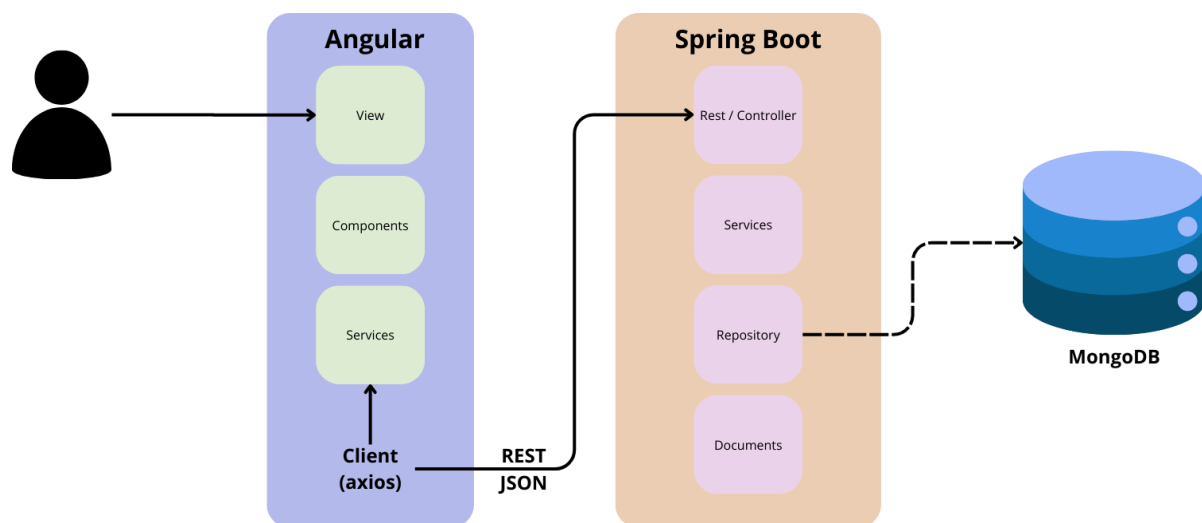 Angular
View
Components
Services
Client
(axios)
REST
JSON
Spring Boot
Rest / Controller
Services
Repository
Documents
MongoDB